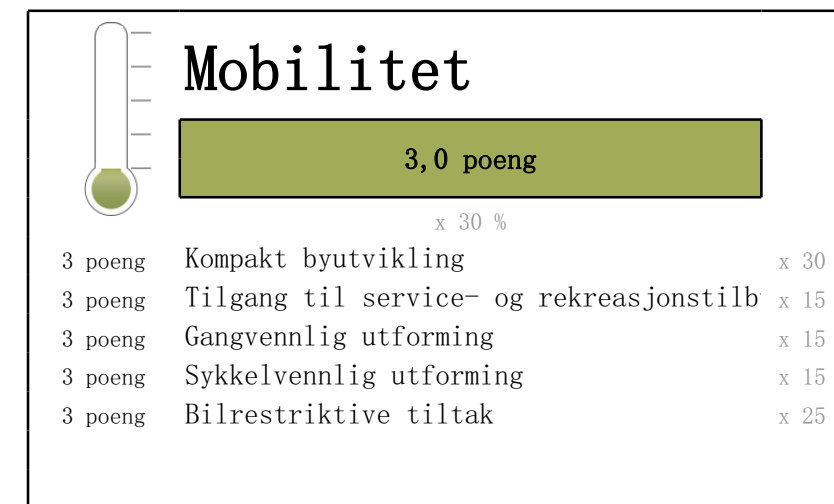 Mobilitet
3,0 poeng
x 30 %
3 poeng Kompakt byutvikling x 30
3 poeng Tilgang til service- og x 15
3 poeng Gangvennlig utforming x 15
3 poeng Sykkelvennlig utforming x 15
3 poeng Bilrestriktive tiltak x 25